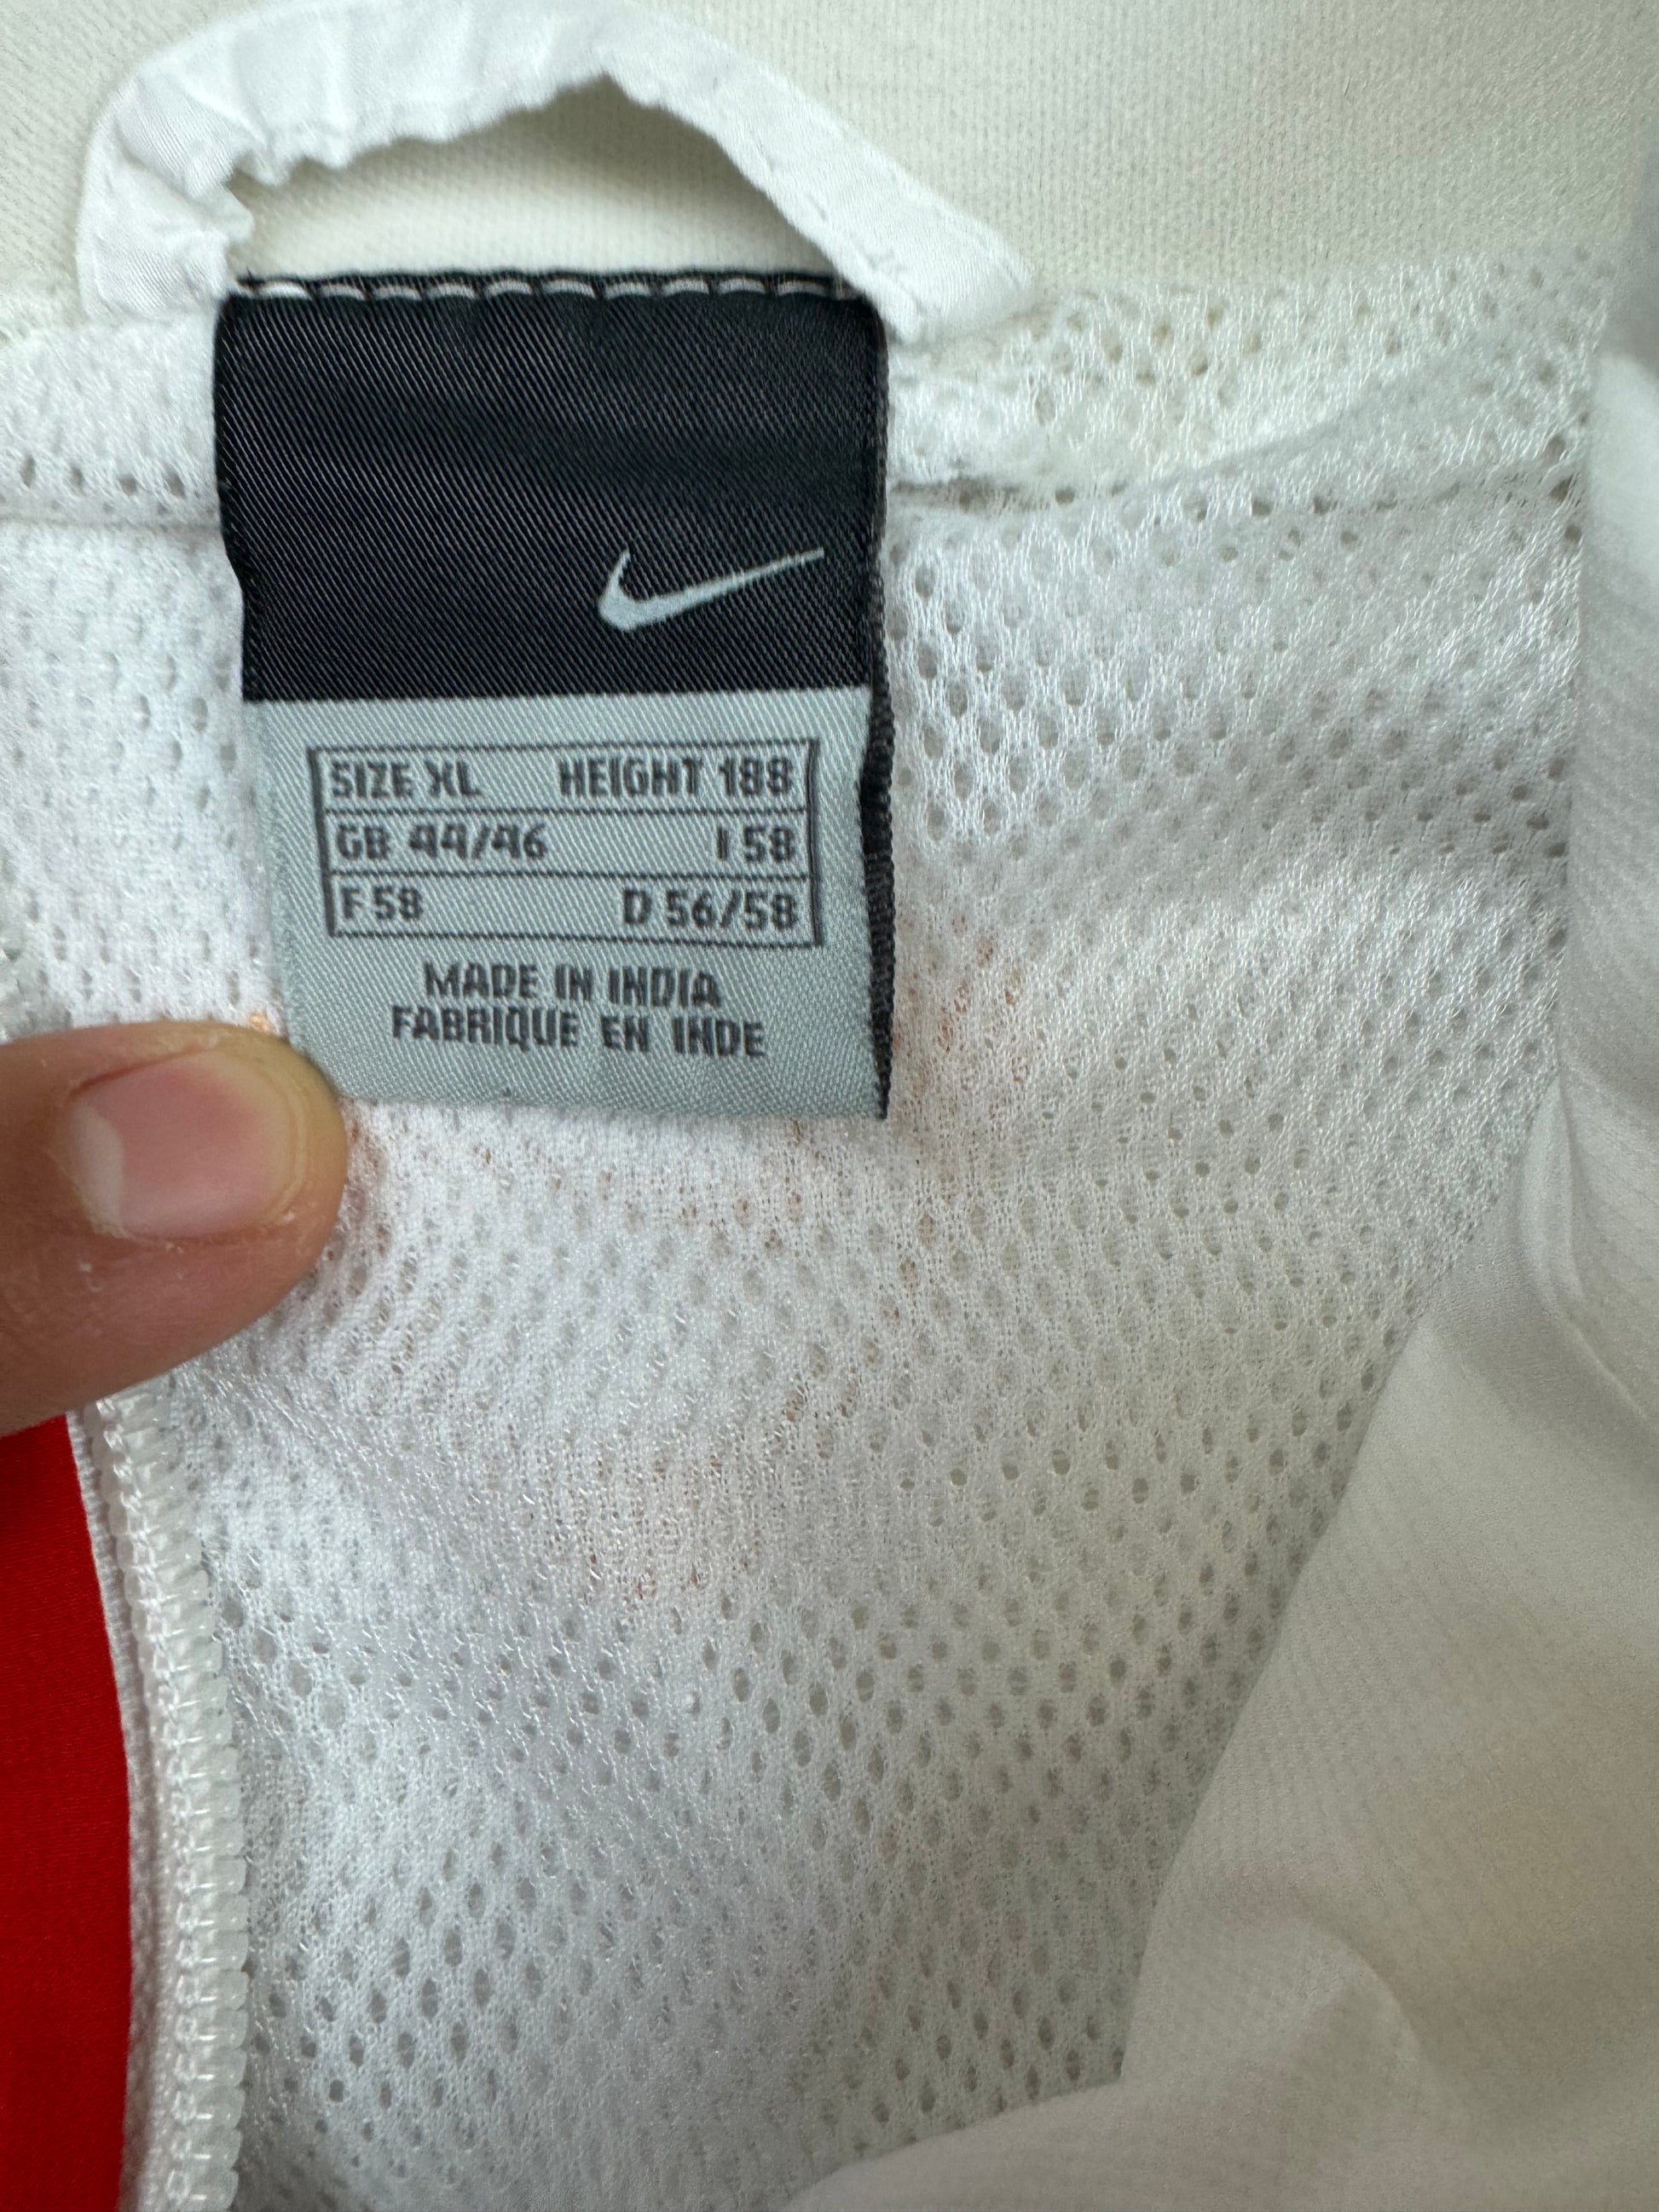 SIZE XL HEIGHT 188
GB 44/46 I 58
F 58 D 56/58
MADE IN INDIA
FABRIQUE EN INDE